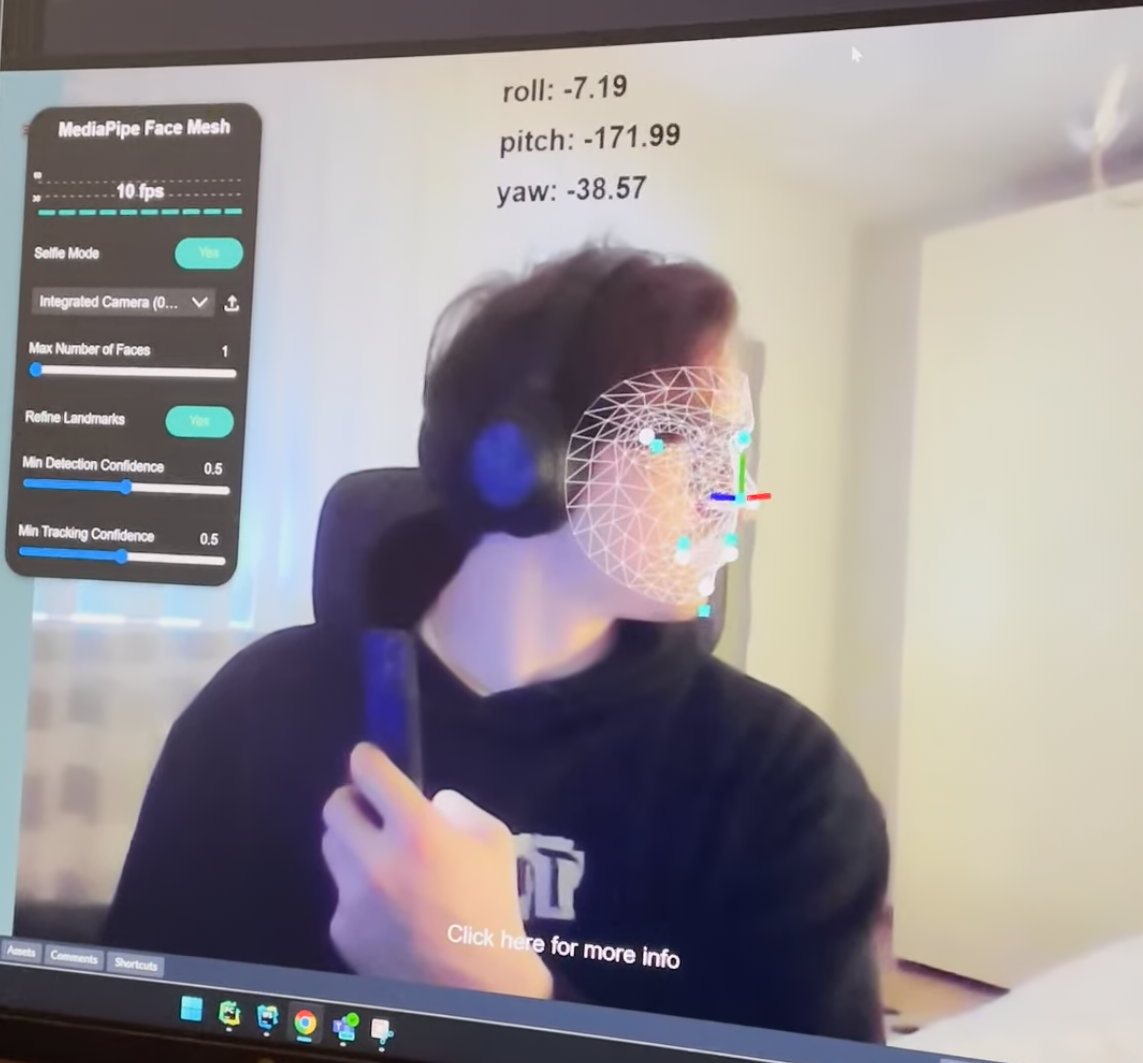 roll: -7.19
pitch: -171.99
yaw: -38.57
MediaPipe Face Mesh
10 fps
Selfie Mode
Yes
Integrated Camera (0...
Max Number of Faces 1
Refine Landmarks
Yes
Min Detection Confidence 0.5
Min Tracking Confidence 0.5
Click here for more info
Assets Comments Shortcuts